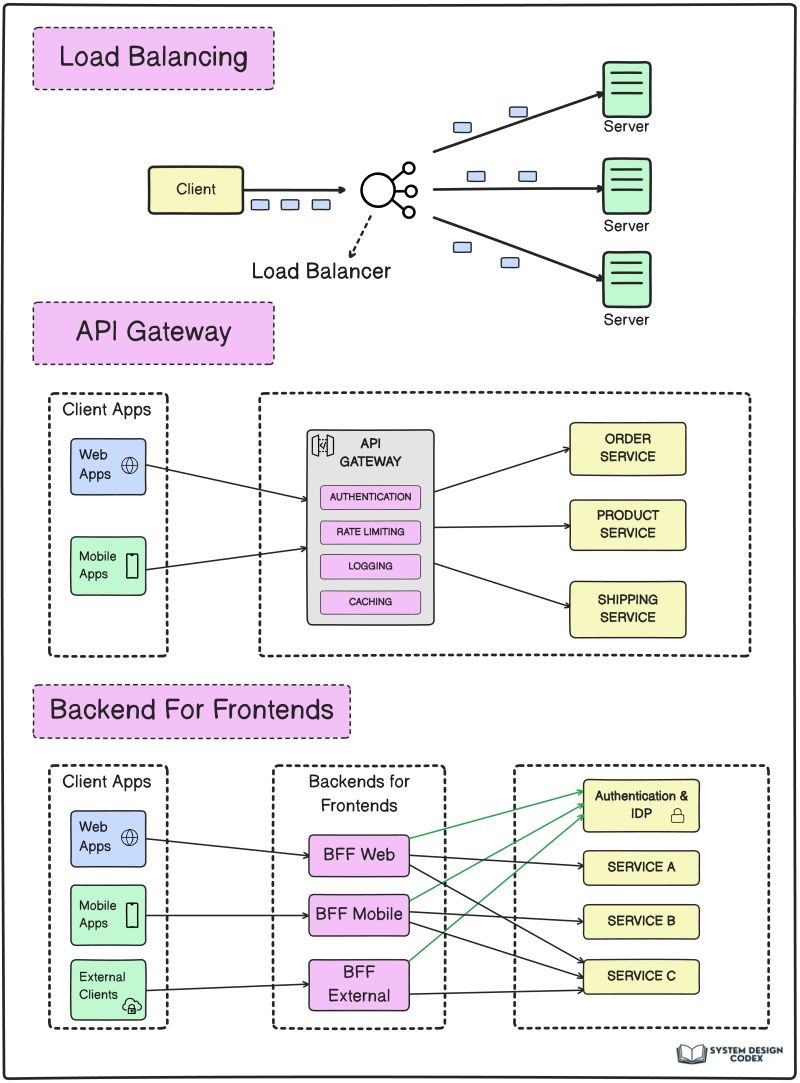 Load Balancing
Server
Client
Server
Load Balancer
Server
API Gateway
Client Apps
Web
Apps
Mobile
Apps
API
GATEWAY
AUTHENTICATION
RATE LIMITING
LOGGING
CACHING
ORDER
SERVICE
PRODUCT
SERVICE
SHIPPING
SERVICE
Backend For Frontends
Client Apps
Web
Apps
Mobile
Apps
External
Clients
Backends for
Frontends
BFF Web
BFF Mobile
BFF
External
Authentication &
IDP
SERVICE A
SERVICE B
SERVICE C
SYSTEM DESIGN
CODEX